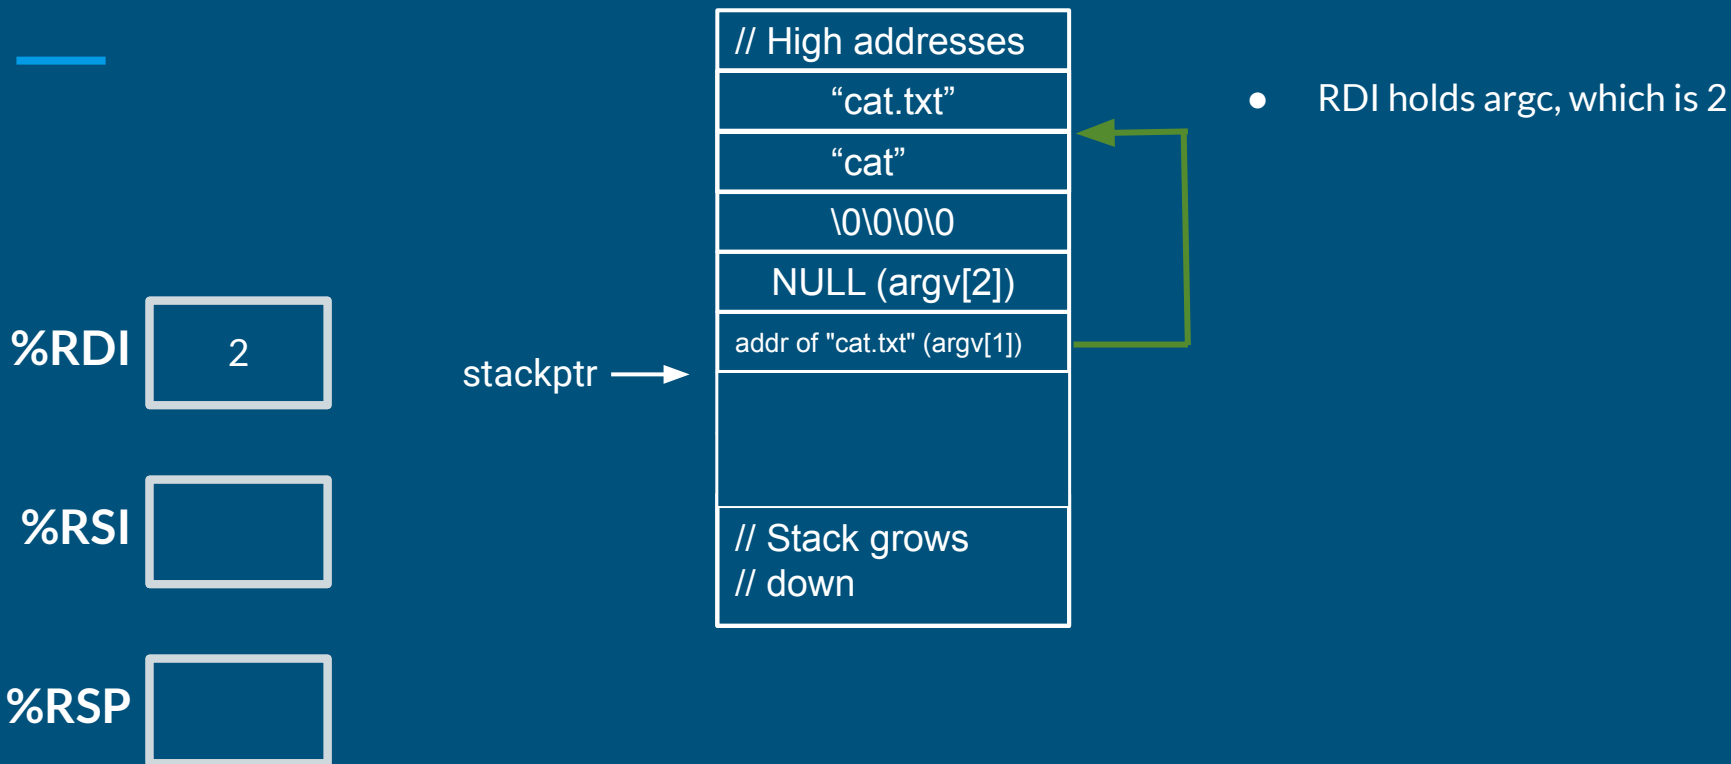 // High addresses
“cat.txt”
“cat”
\0\0\0\0
NULL (argv[2])
addr of "cat.txt" (argv[1])
// Stack grows
// down
stackptr
%RDI
2
%RSI
%RSP
● RDI holds argc, which is 2